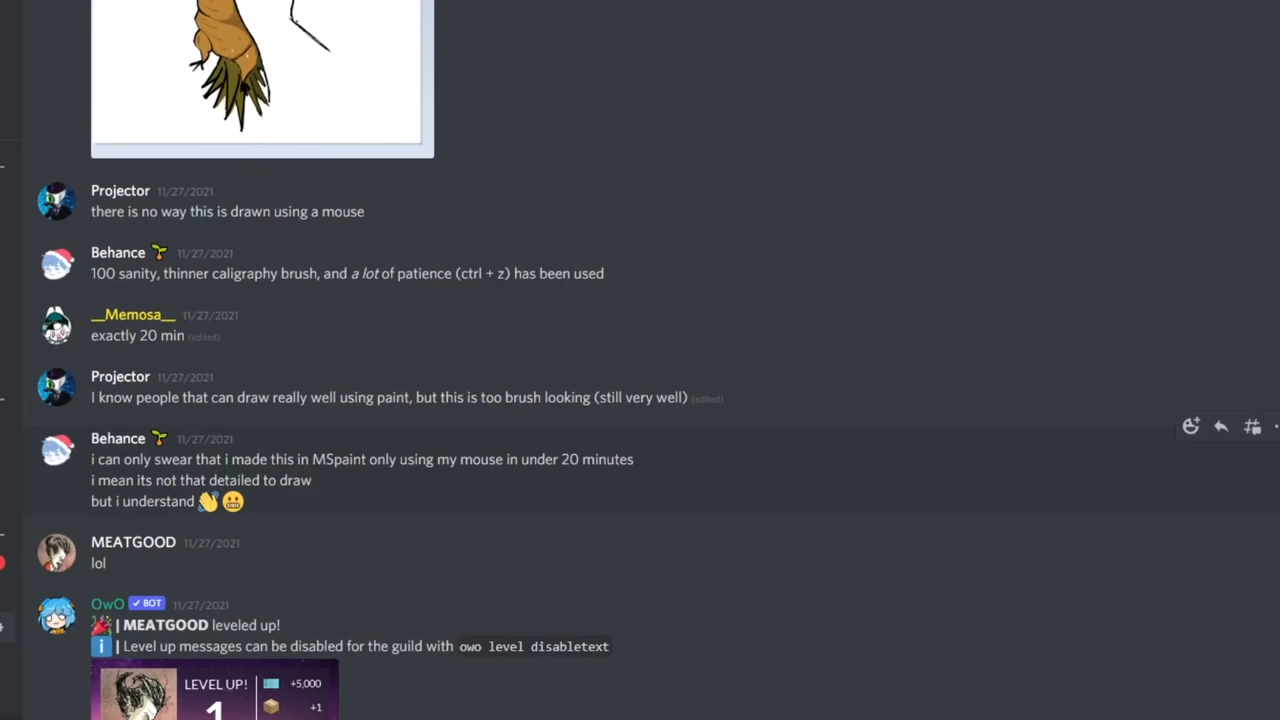 Projector 11/27/2021
there is no way this is drawn using a mouse
Behance 11/27/2021
100 sanity, thinner caligraphy brush, and a lot of patience (ctrl + z) has been used
__Memosa__ 11/27/2021
exactly 20 min (edited)
Projector 11/27/2021
I know people that can draw really well using paint, but this is too brush looking (still very well) (edited)
Behance 11/27/2021
i can only swear that i made this in MSpaint only using my mouse in under 20 minutes
i mean its not that detailed to draw
but i understand
MEATGOOD 11/27/2021
lol
OwO BOT 11/27/2021
| MEATGOOD leveled up!
i | Level up messages can be disabled for the guild with owo level disabletext
LEVEL UP! +5,000
1 +1